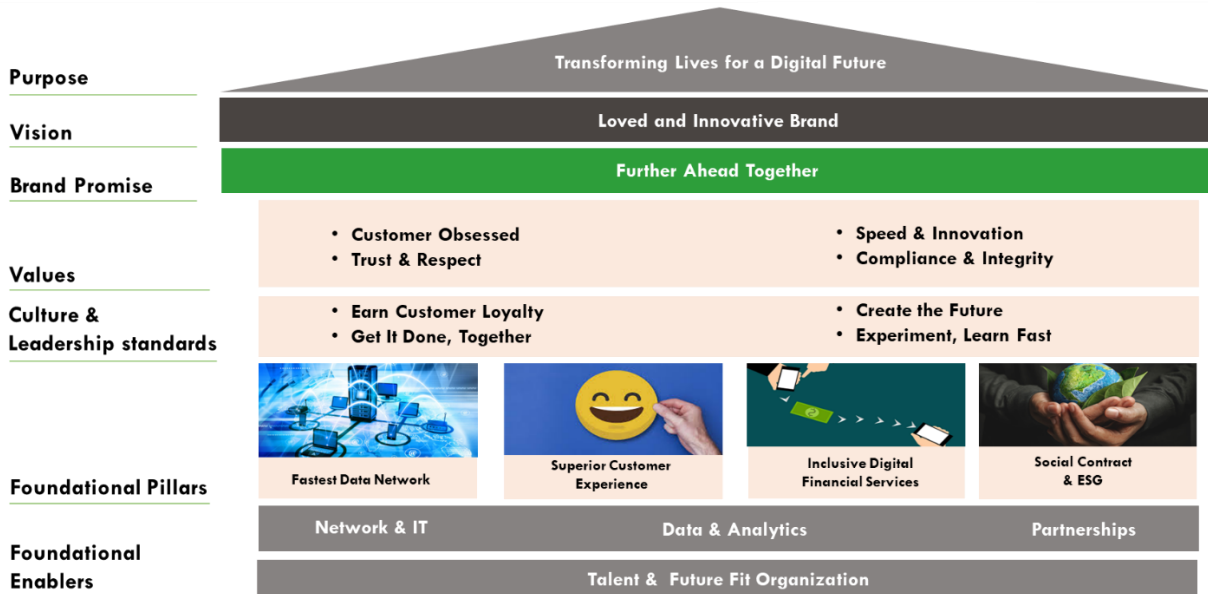 Purpose
Transforming Lives for a Digital Future
Vision
Loved and Innovative Brand
Brand Promise
Further Ahead Together
Values
• Customer Obsessed
• Trust & Respect
• Speed & Innovation
• Compliance & Integrity
Culture &
Leadership standards
• Earn Customer Loyalty
• Get It Done, Together
• Create the Future
• Experiment, Learn Fast
Foundational Pillars
Fastest Data Network
Superior Customer
Experience
Inclusive Digital
Financial Services
Social Contract
& ESG
Foundational
Enablers
Network & IT
Data & Analytics
Partnerships
Talent & Future Fit Organization